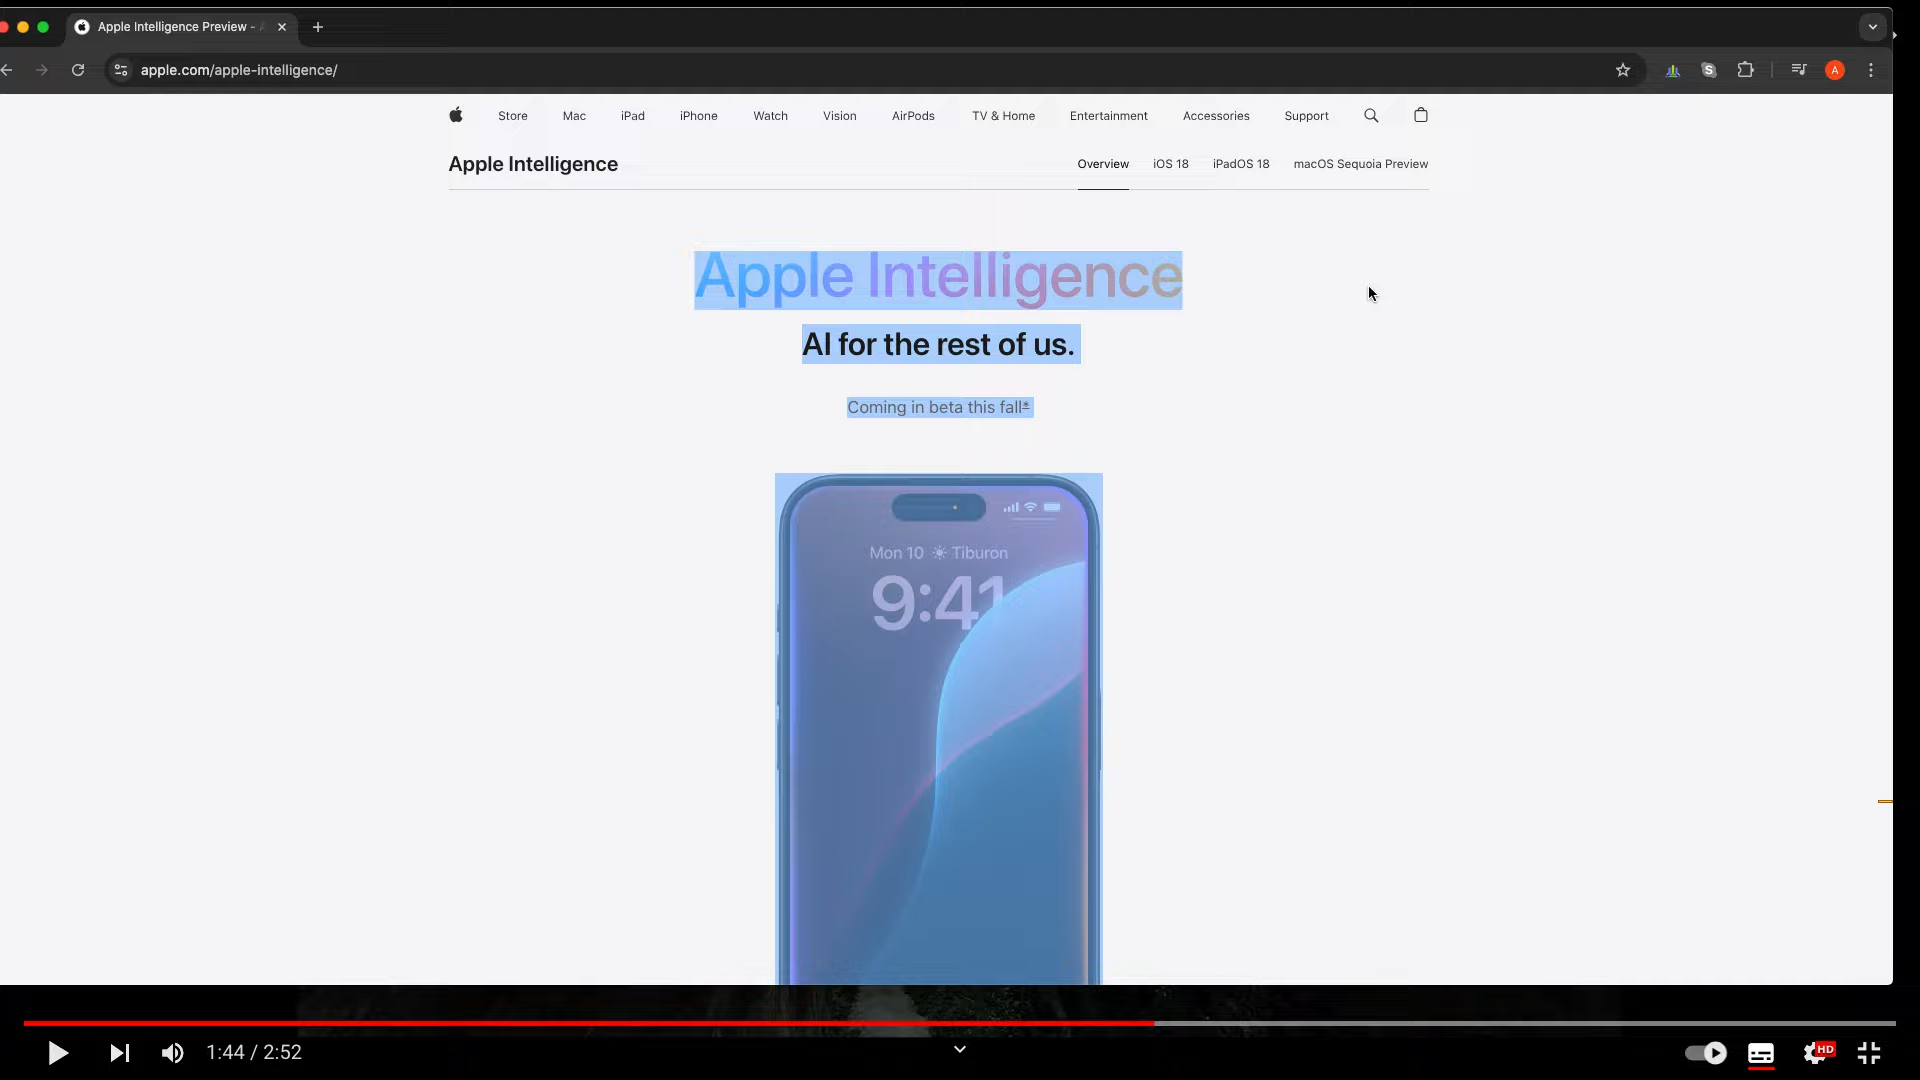 Apple Intelligence Preview -
apple.com/apple-intelligence/
A
Store Mac iPad iPhone Watch Vision AirPods TV & Home Entertainment Accessories Support
Apple Intelligence
Overview iOS 18 iPadOS 18 macOS Sequoia Preview
Apple Intelligence
AI for the rest of us.
Coming in beta this fall*
Mon 10 Tiburon
9:41
1:44 / 2:52
HD